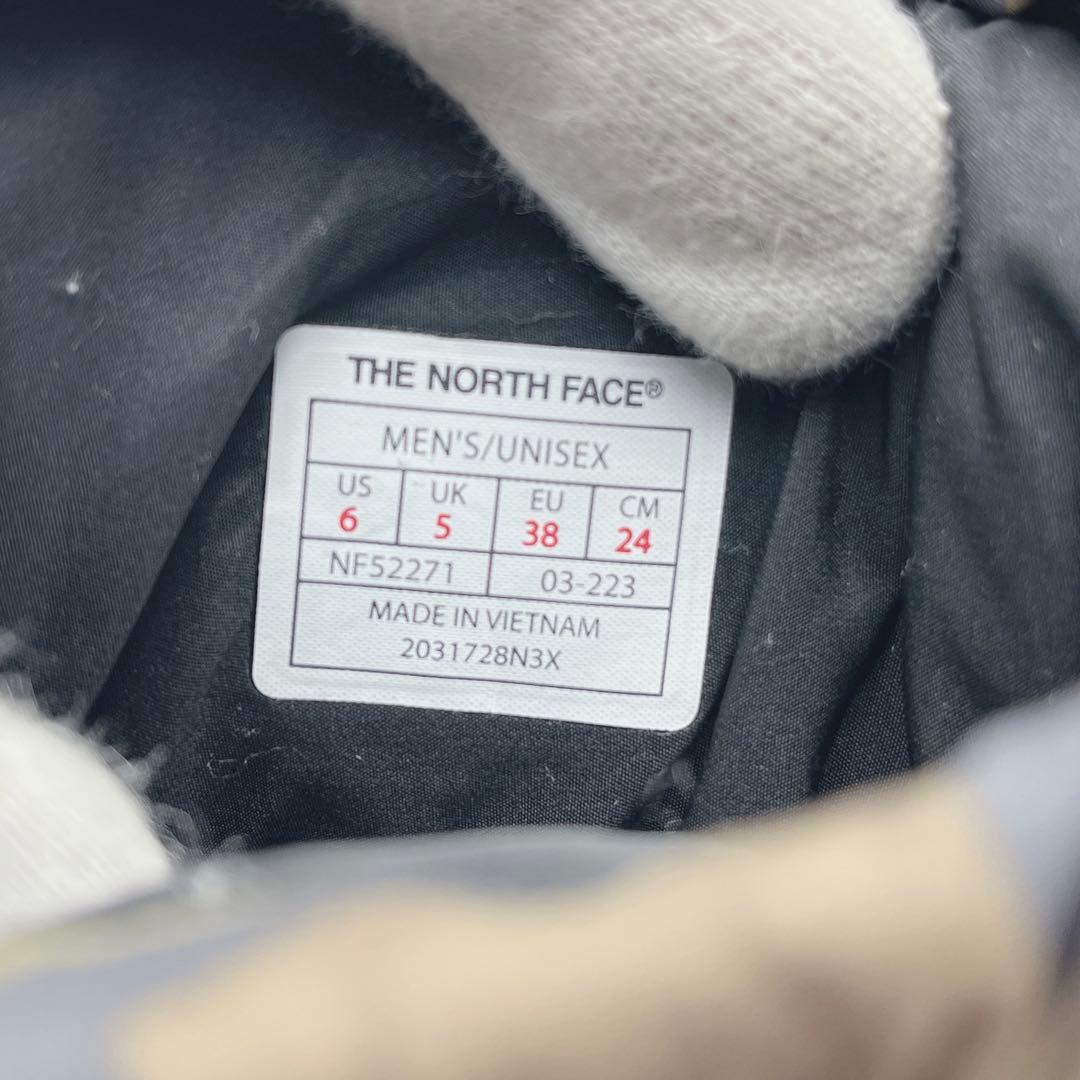 THE NORTH FACE®
MEN'S/UNISEX
US UK EU CM
6 5 38 24
NF52271 03-223
MADE IN VIETNAM
2031728N3X